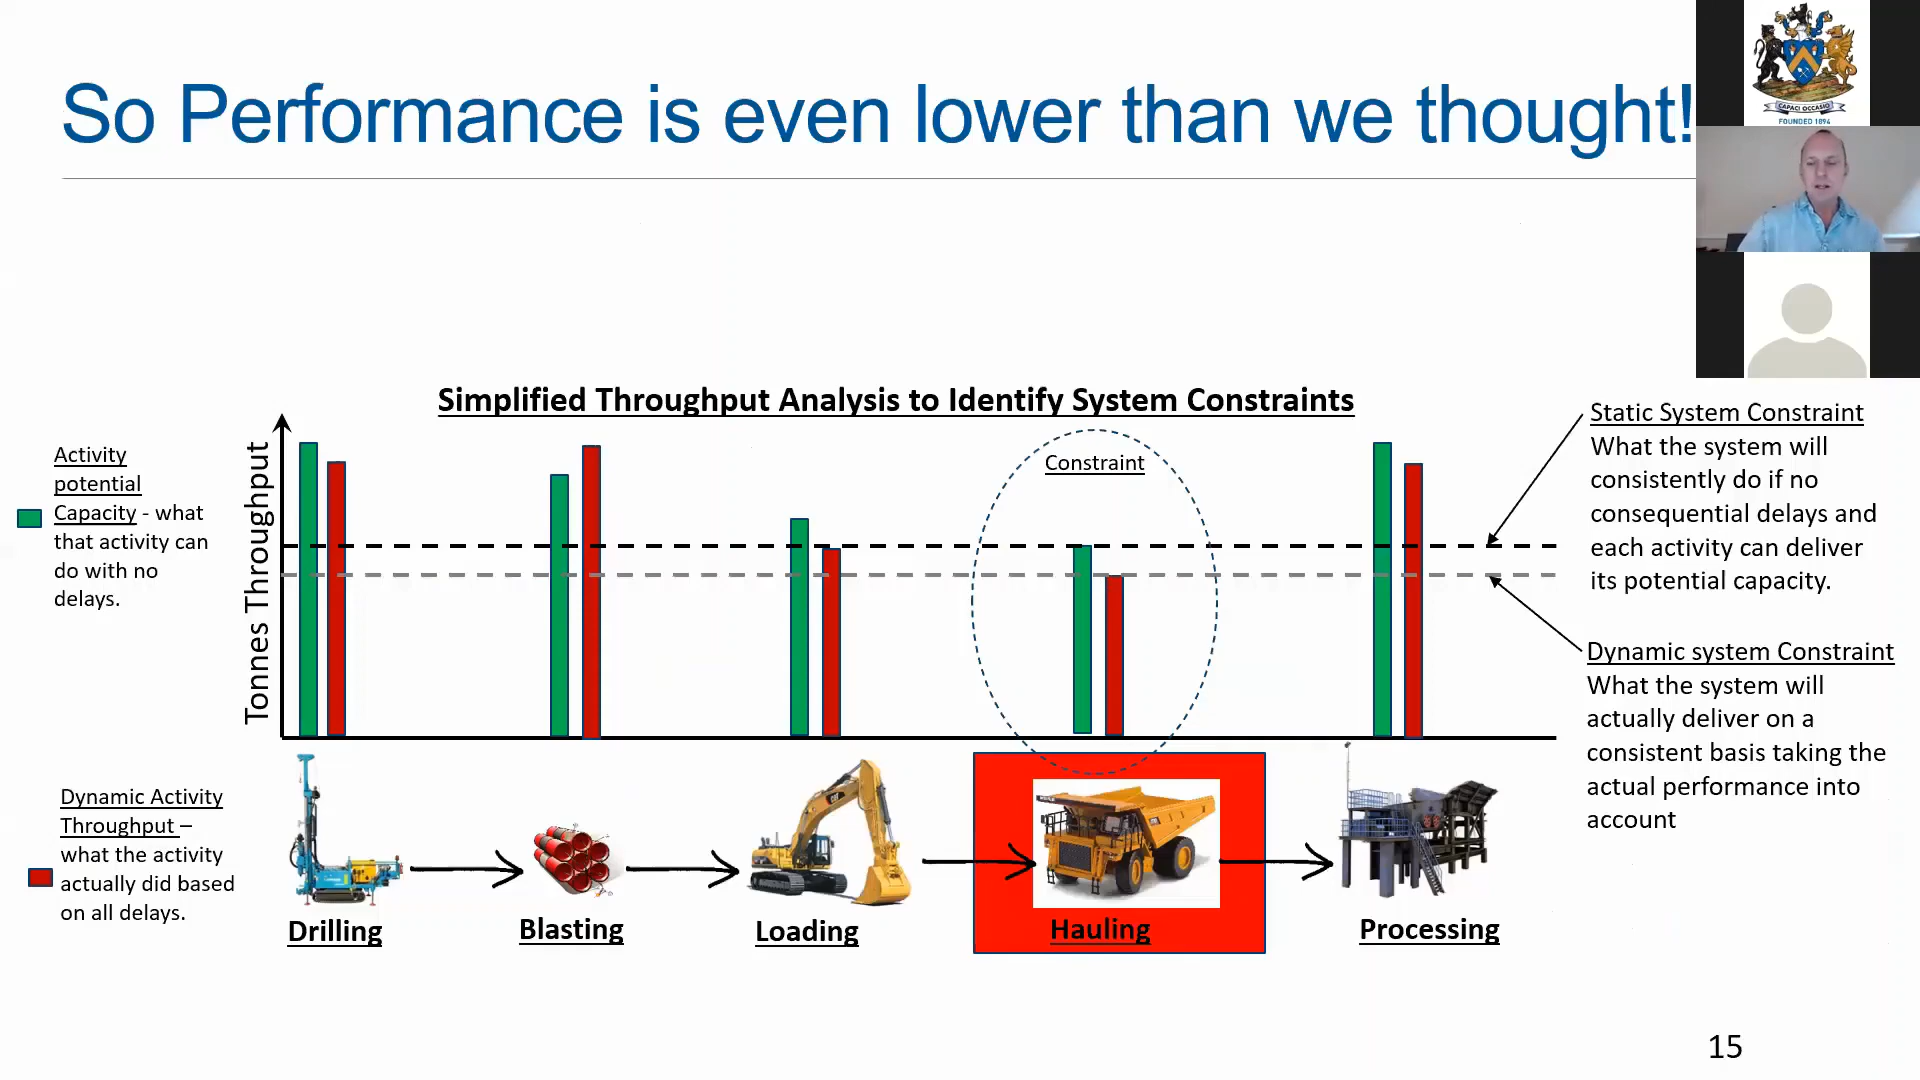 So Performance is even lower than we thought!
CAPACI OCCASIO
FOUNDED 1894
Simplified Throughput Analysis to Identify System Constraints
Activity
potential
Capacity - what
that activity can
do with no
delays.
Tonnes Throughput
Constraint
Static System Constraint
What the system will
consistently do if no
consequential delays and
each activity can deliver
its potential capacity.
Dynamic system Constraint
What the system will
actually deliver on a
consistent basis taking the
actual performance into
account
Dynamic Activity
Throughput –
what the activity
actually did based
on all delays.
Drilling
Blasting
Loading
Hauling
Processing
15